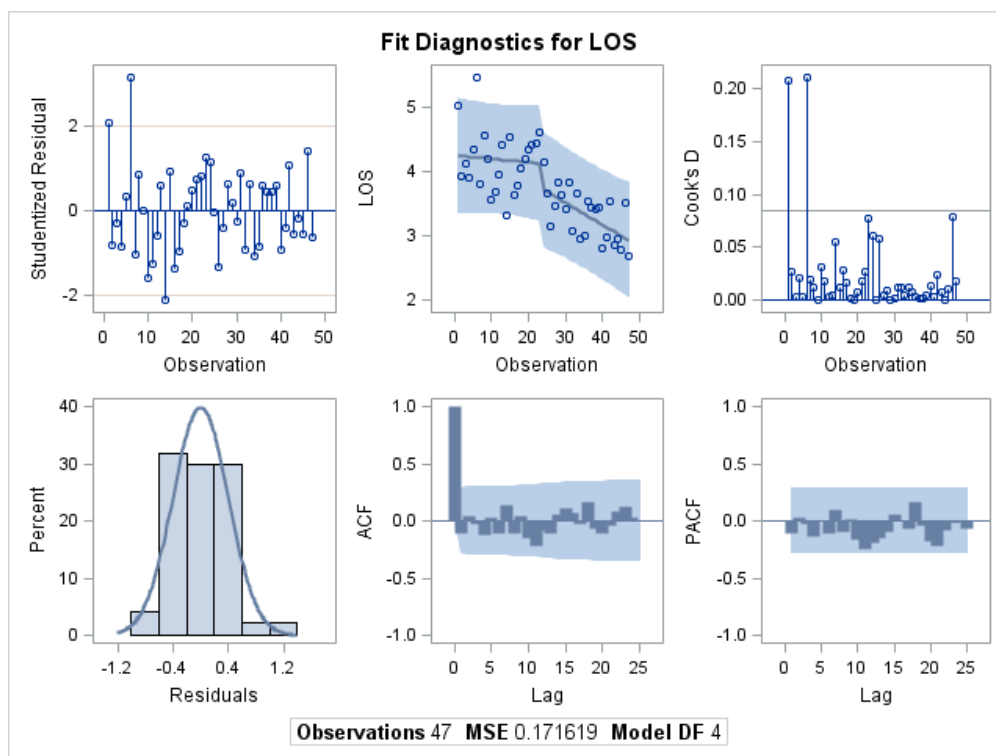 Fit Diagnostics for LOS
Studentized Residual
2
0
-2
0 10 20 30 40 50
Observation
LOS
5
4
3
2
0 10 20 30 40 50
Observation
Cook's D
0.20
0.15
0.10
0.05
0.00
0 10 20 30 40 50
Observation
Percent
40
30
20
10
0
-1.2 -0.4 0.4 1.2
Residuals
ACF
1.0
0.5
0.0
-0.5
-1.0
0 5 10 15 20 25
Lag
PACF
1.0
0.5
0.0
-0.5
-1.0
0 5 10 15 20 25
Lag
Observations 47 MSE 0.171619 Model DF 4